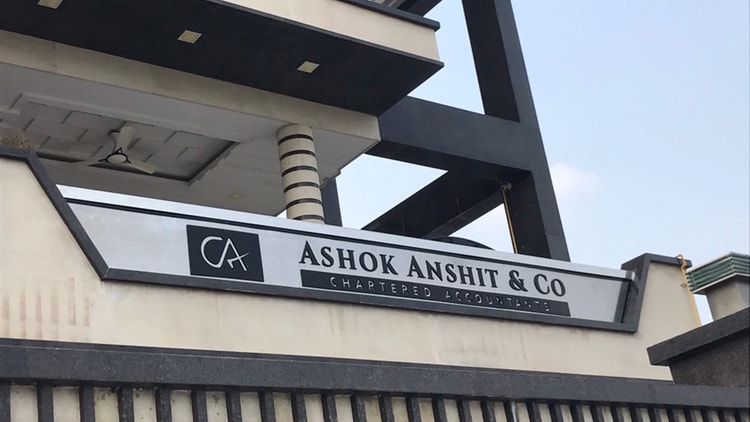 CA
ASHOK ANSHIT & CO
CHARTERED ACCOUNTANTS